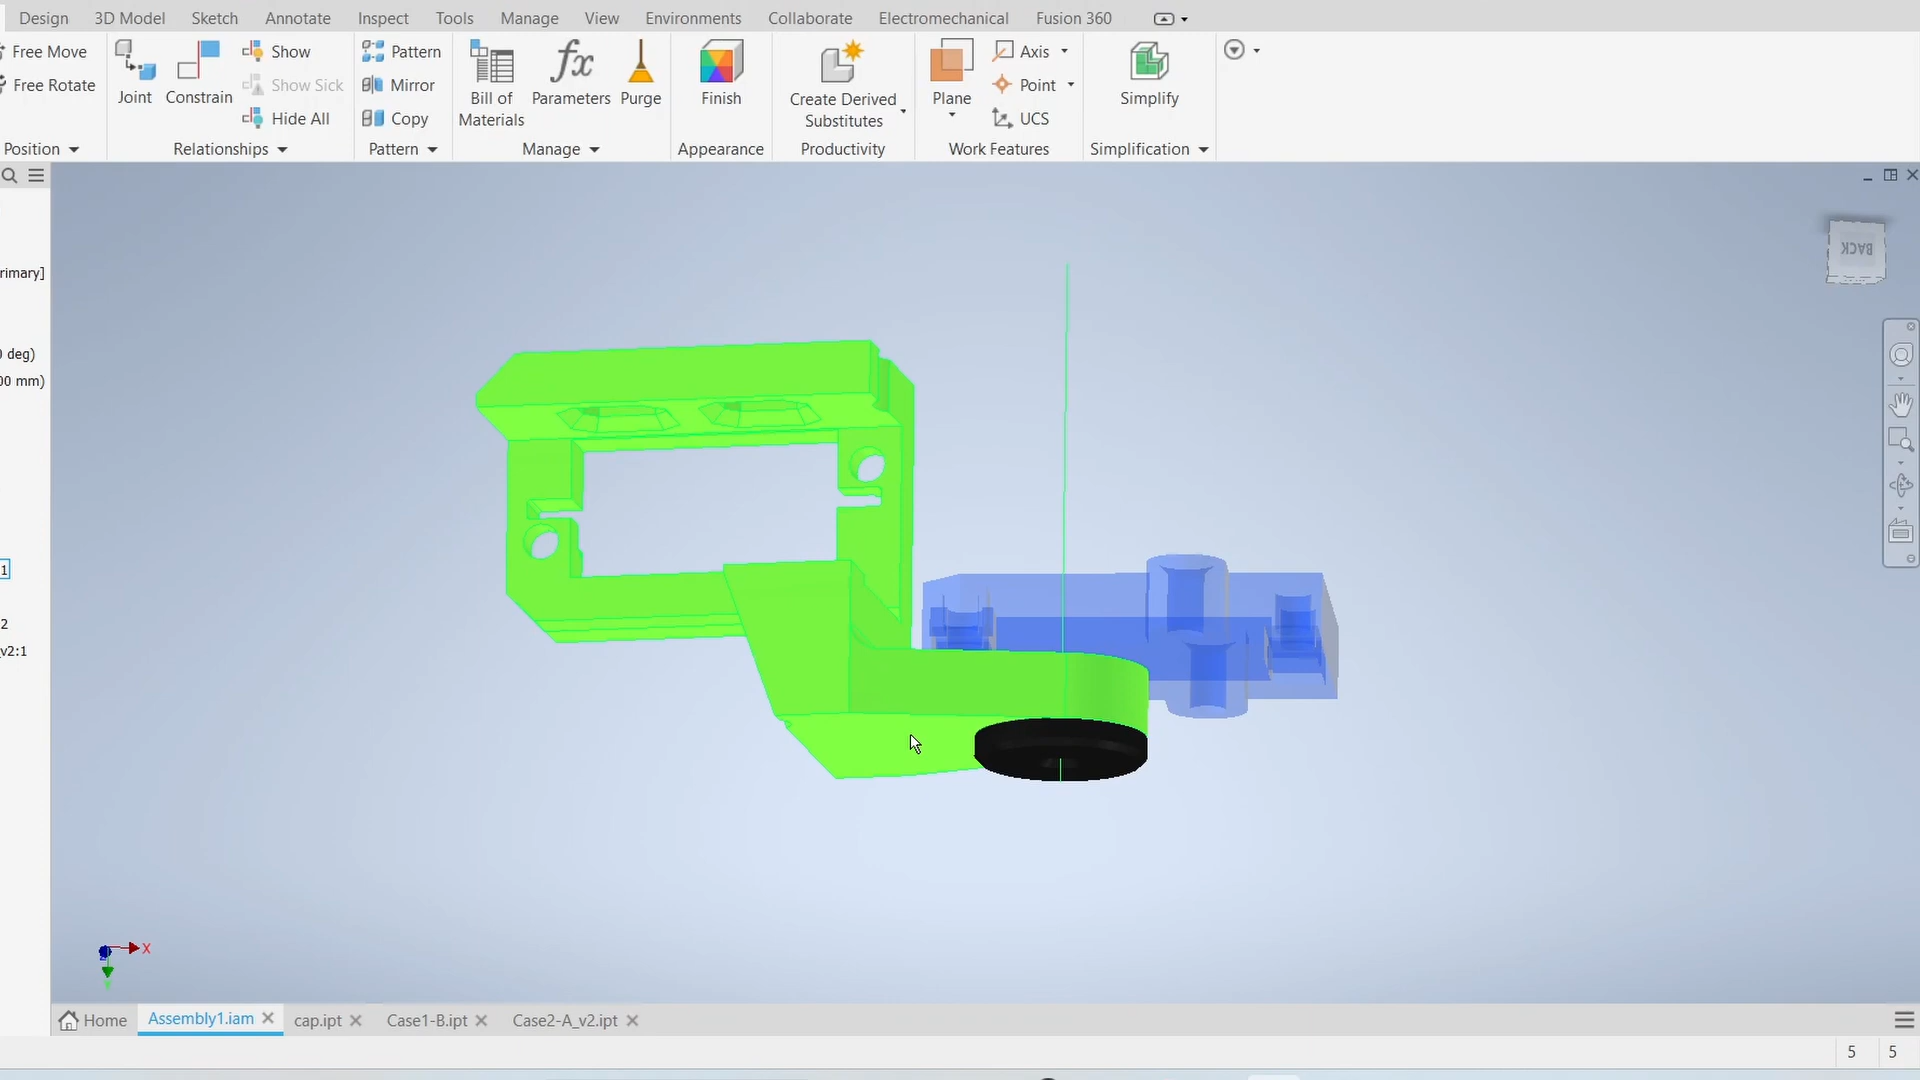 Design 3D Model Sketch Annotate Inspect Tools Manage View Environments Collaborate Electromechanical Fusion 360
Free Move
Free Rotate
Position
Joint
Constrain
Show
Show Sick
Hide All
Relationships
Pattern
Mirror
Copy
Pattern
Bill of
Materials
fx
Parameters
Purge
Manage
Finish
Appearance
Create Derived
Substitutes
Productivity
Plane
Axis
Point
UCS
Work Features
Simplify
Simplification
rimary]
0 deg)
00 mm)
1
2
v2:1
BACK
X
Home Assembly1.iam cap.ipt Case1-B.ipt Case2-A_v2.ipt
5 5